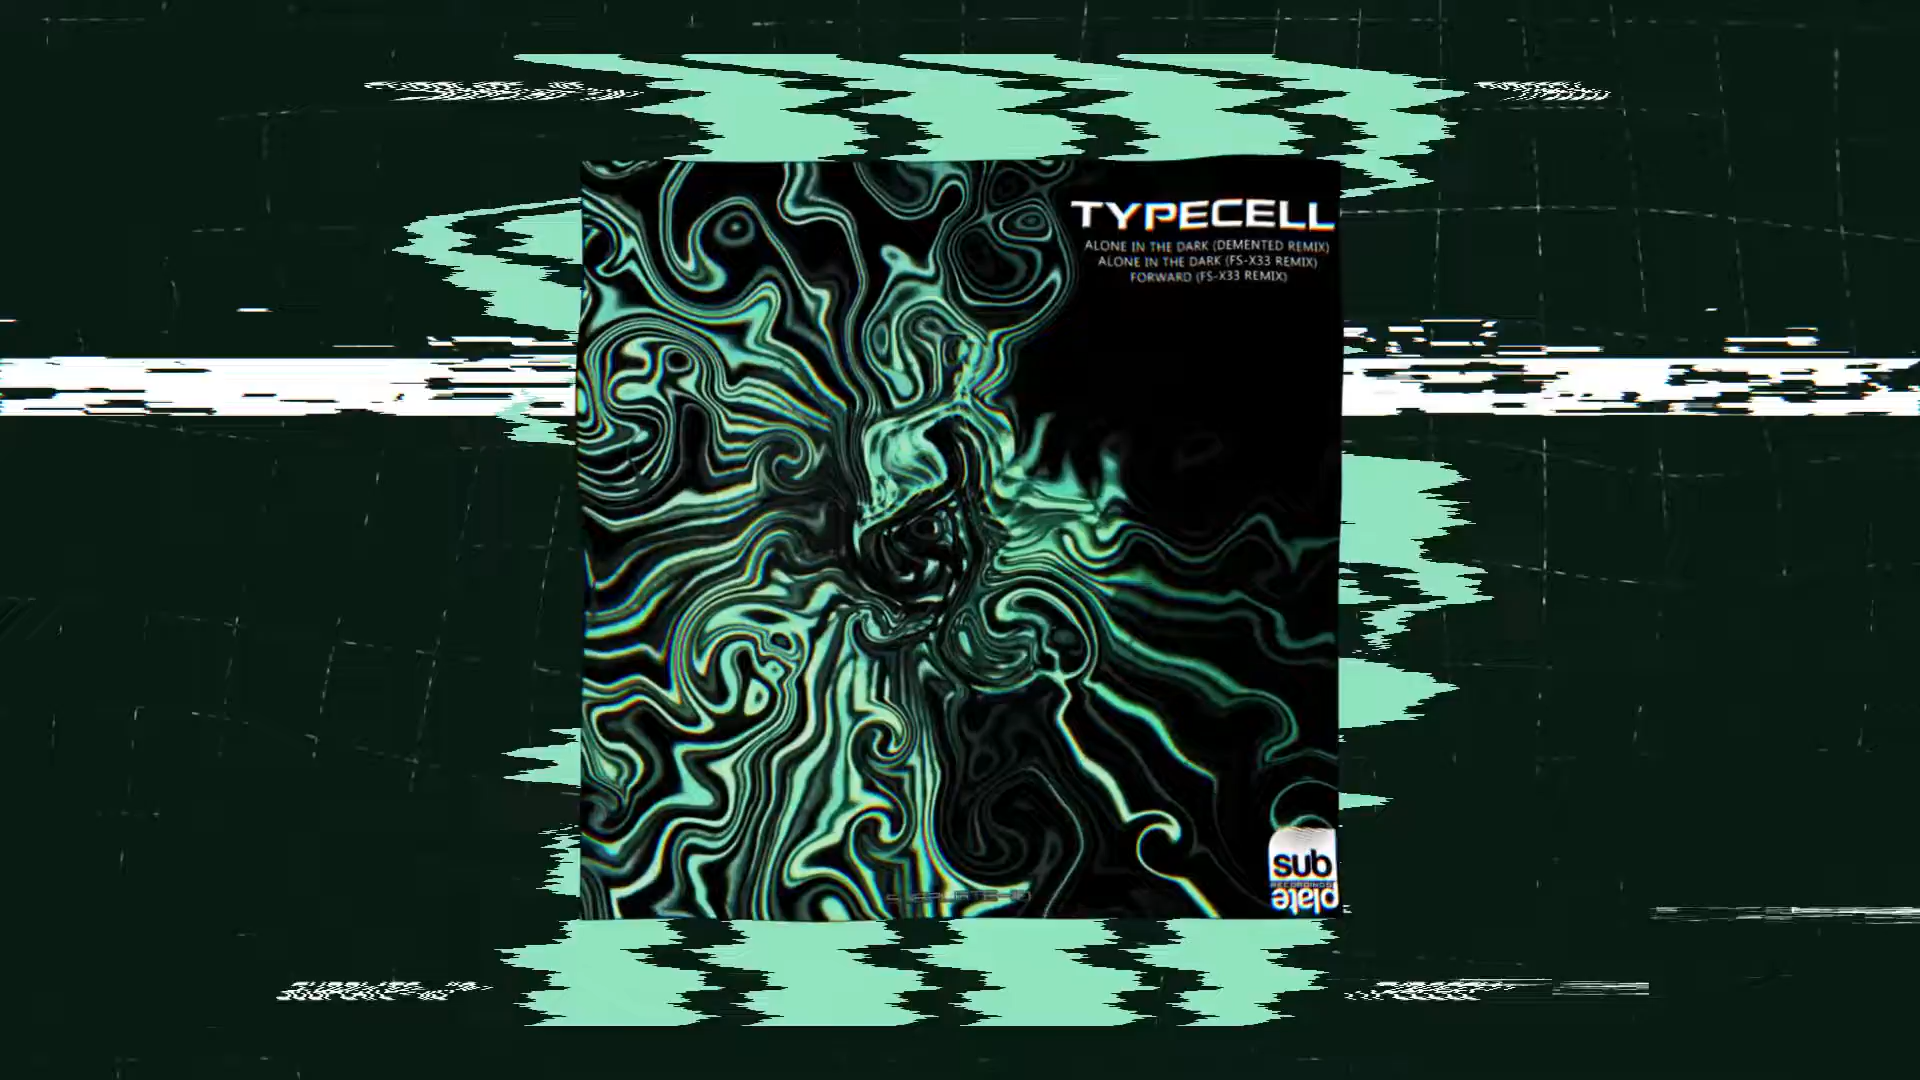 TYPECELL
ALONE IN THE DARK (DEMENTED REMIX)
ALONE IN THE DARK (FS-X33 REMIX)
FORWARD (FS-X33 REMIX)
sub
RECORDINGS
plate